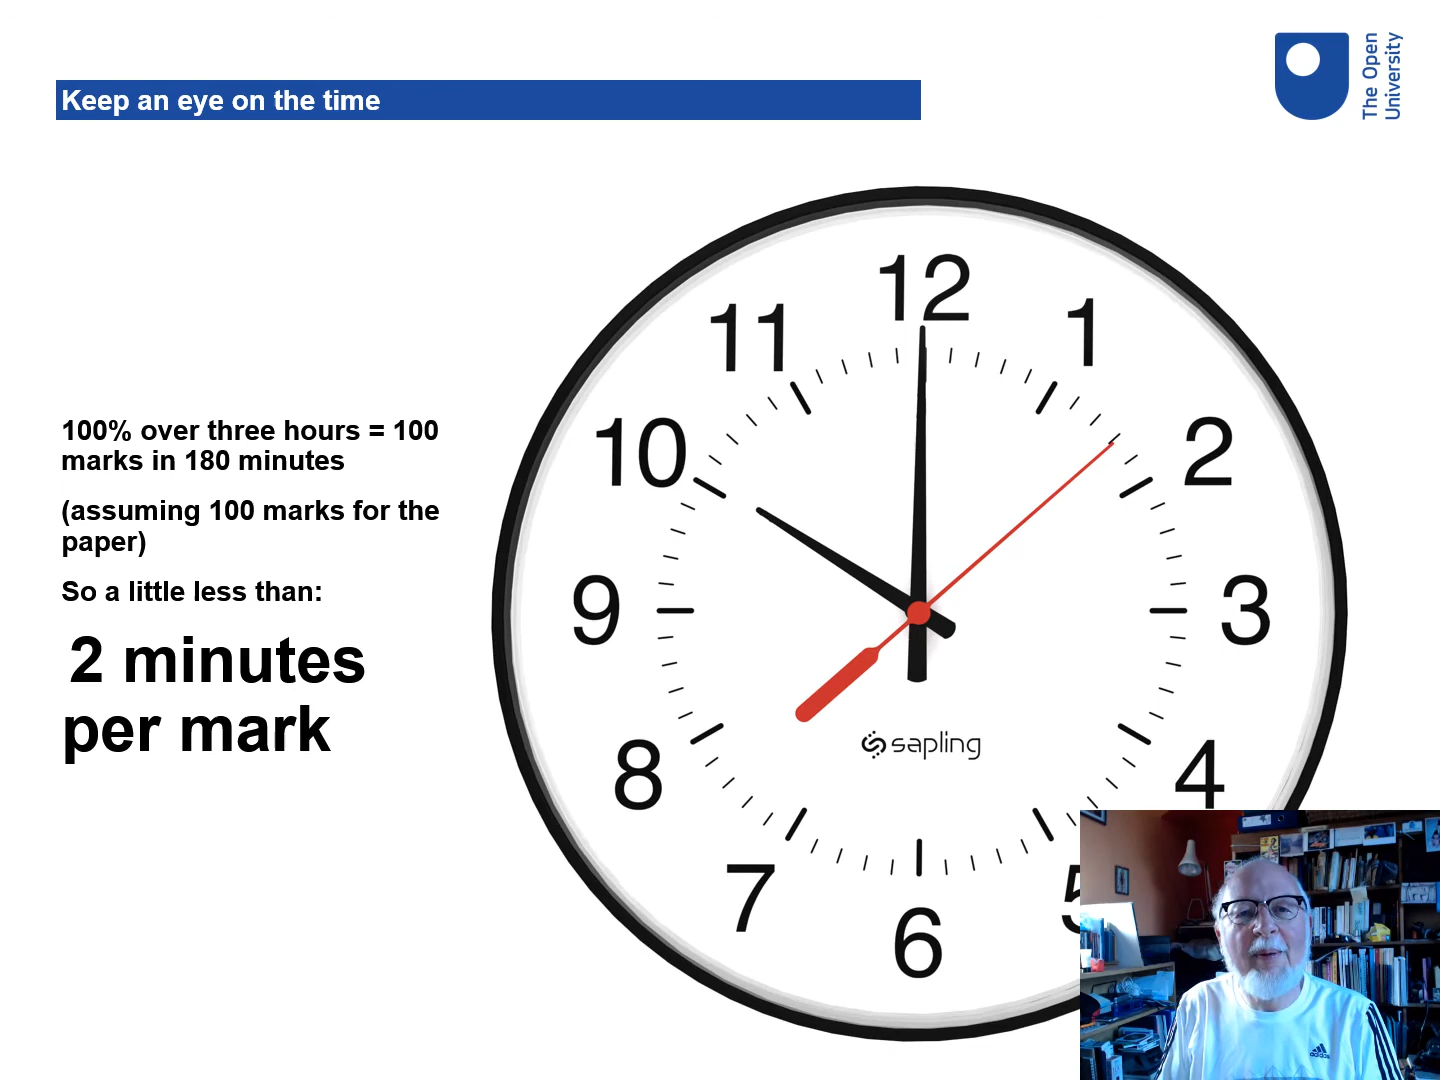 Keep an eye on the time
The Open
University
100% over three hours = 100
marks in 180 minutes
(assuming 100 marks for the
paper)
So a little less than:
2 minutes
per mark
12
11
1
10
2
9
3
8
4
7
5
6
sapling
adidas